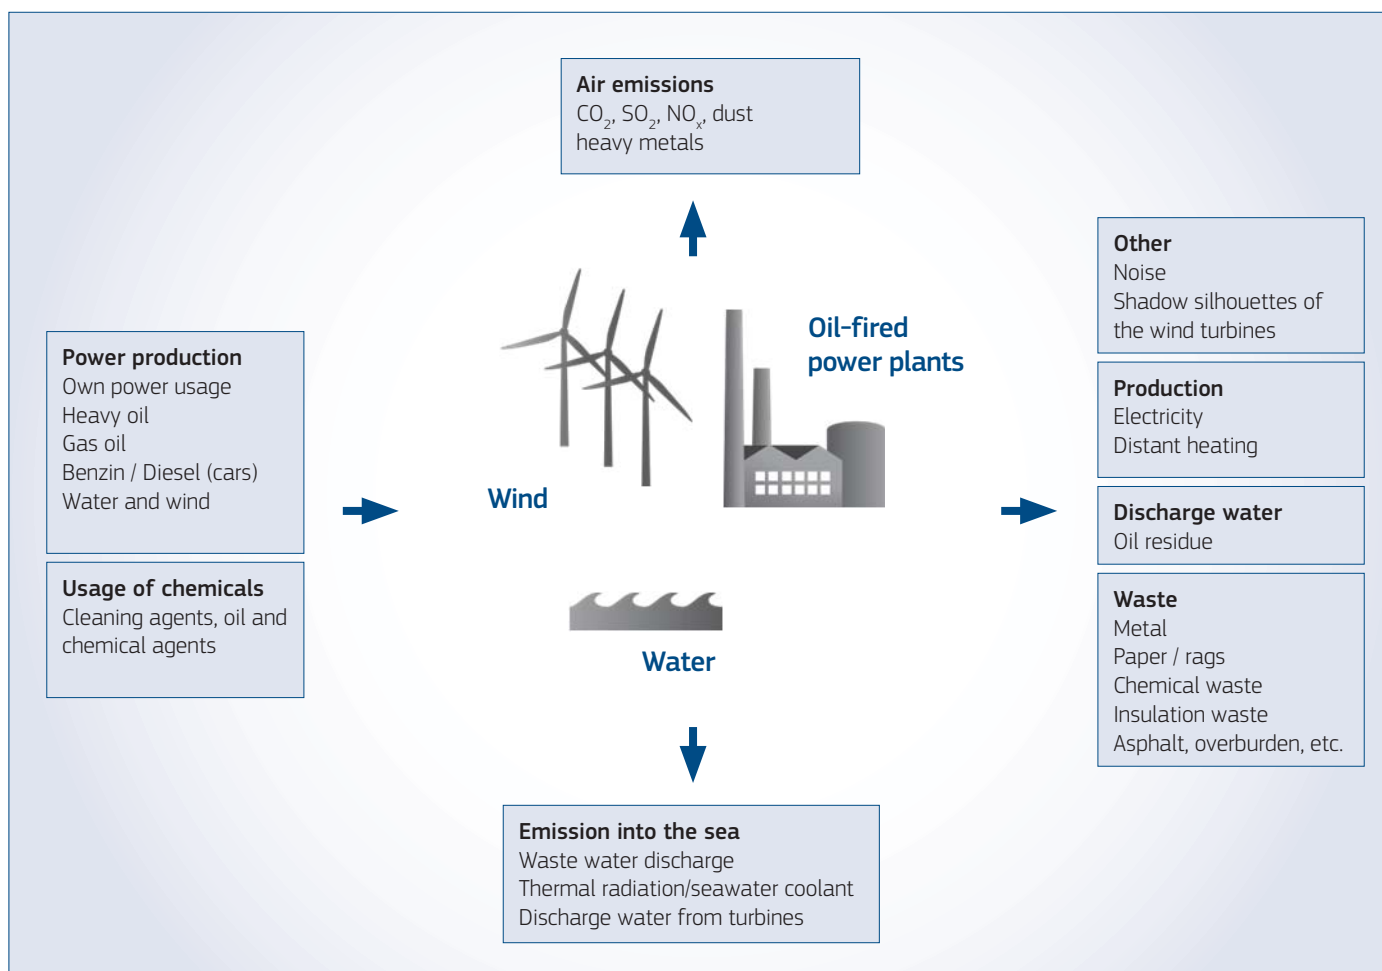 Air emissions
CO2, SO2, NOx, dust
heavy metals
Other
Noise
Shadow silhouettes of
the wind turbines
Power production
Own power usage
Heavy oil
Gas oil
Benzin / Diesel (cars)
Water and wind
Oil-fired
power plants
Production
Electricity
Distant heating
Wind
Discharge water
Oil residue
Usage of chemicals
Cleaning agents, oil and
chemical agents
Waste
Metal
Paper / rags
Chemical waste
Insulation waste
Asphalt, overburden, etc.
Water
Emission into the sea
Waste water discharge
Thermal radiation/seawater coolant
Discharge water from turbines